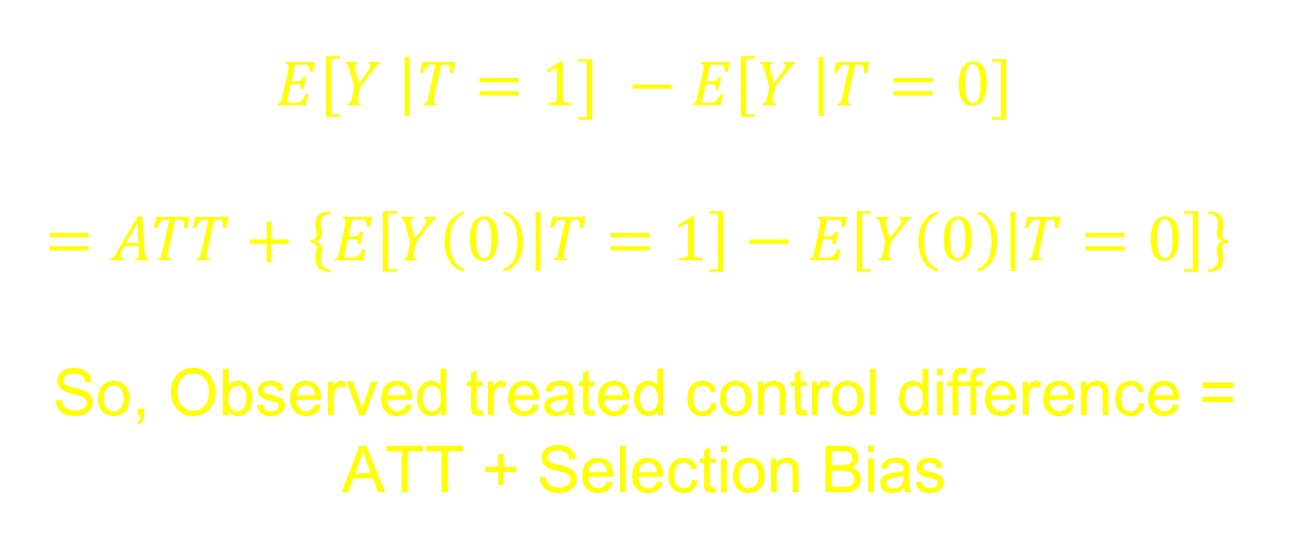 E[Y |T = 1] − E[Y |T = 0]
= ATT + {E[Y(0)|T = 1] − E[Y(0)|T = 0]}
So, Observed treated control difference =
ATT + Selection Bias